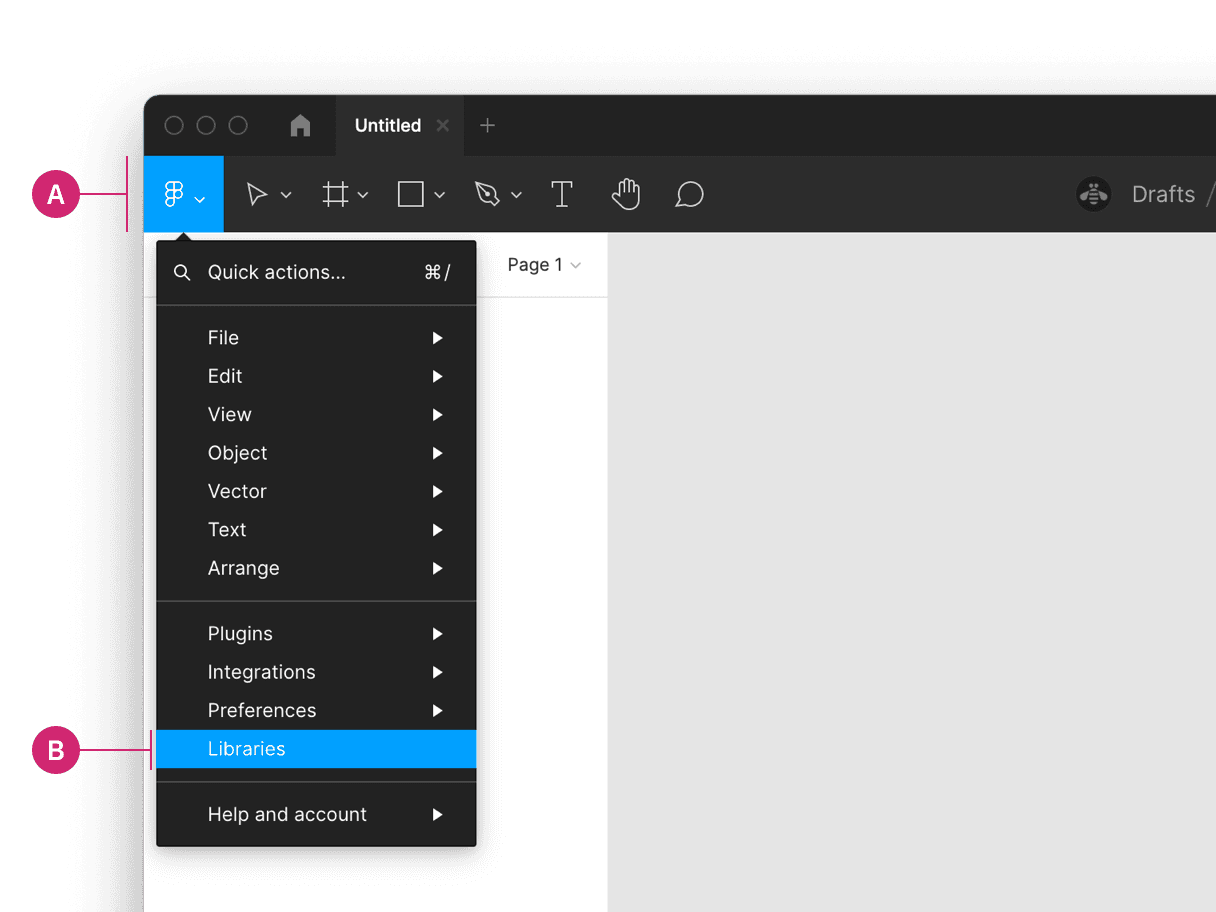 Untitled
A
Drafts /
Page 1
Quick actions... ⌘/
File
Edit
View
Object
Vector
Text
Arrange
Plugins
Integrations
Preferences
B
Libraries
Help and account